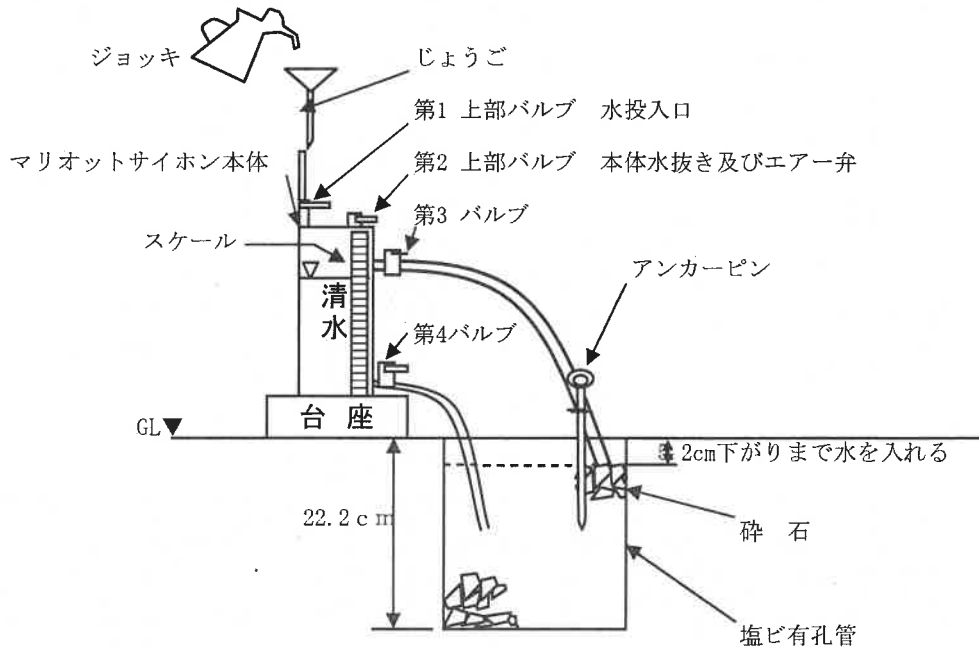 ジョッキ
じょうご
第1 上部バルブ 水投入口
マリオットサイホン本体
第2 上部バルブ 本体水抜き及びエアー弁
第3 バルブ
スケール
アンカーピン
清水
第4バルブ
台 座
GL
2cm下がりまで水を入れる
22.2cm
砕 石
塩ビ有孔管